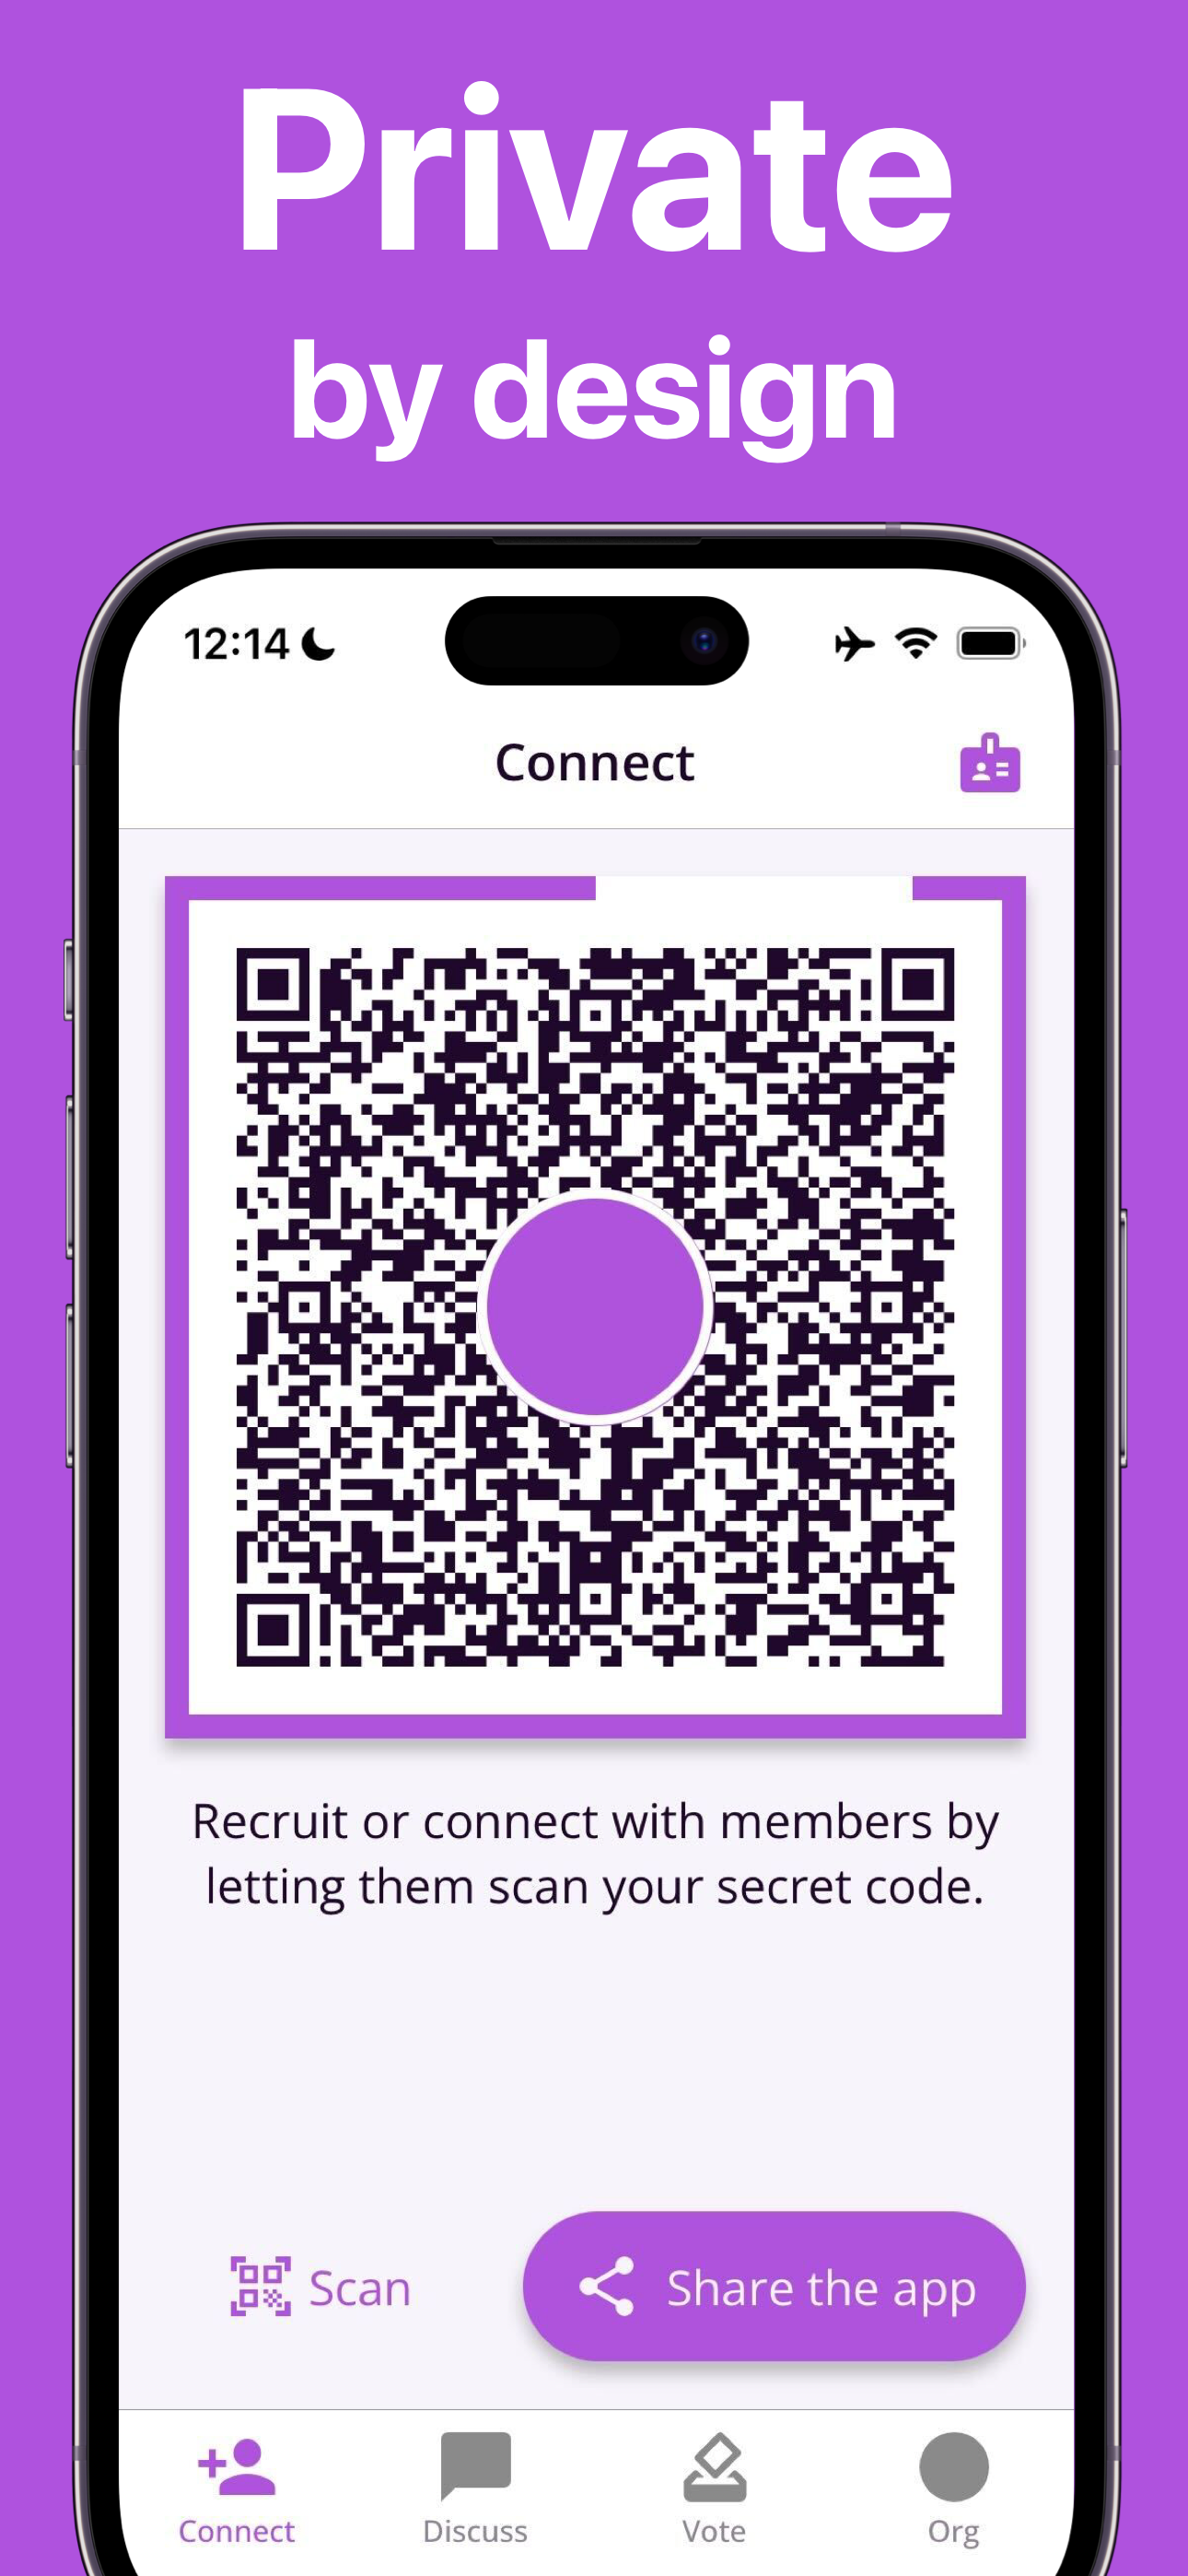 Private
by design
12:14
Connect
Recruit or connect with members by
letting them scan your secret code.
Scan
Share the app
Connect
Discuss
Vote
Org